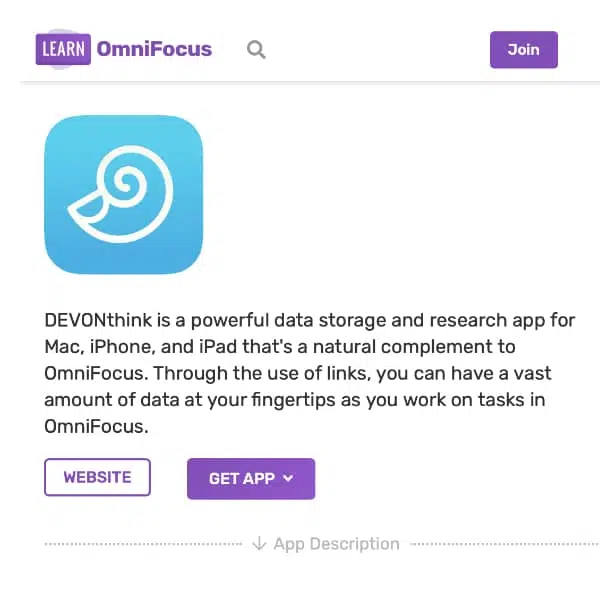 LEARN OmniFocus
Join
DEVONthink is a powerful data storage and research app for
Mac, iPhone, and iPad that's a natural complement to
OmniFocus. Through the use of links, you can have a vast
amount of data at your fingertips as you work on tasks in
OmniFocus.
WEBSITE
GET APP
App Description